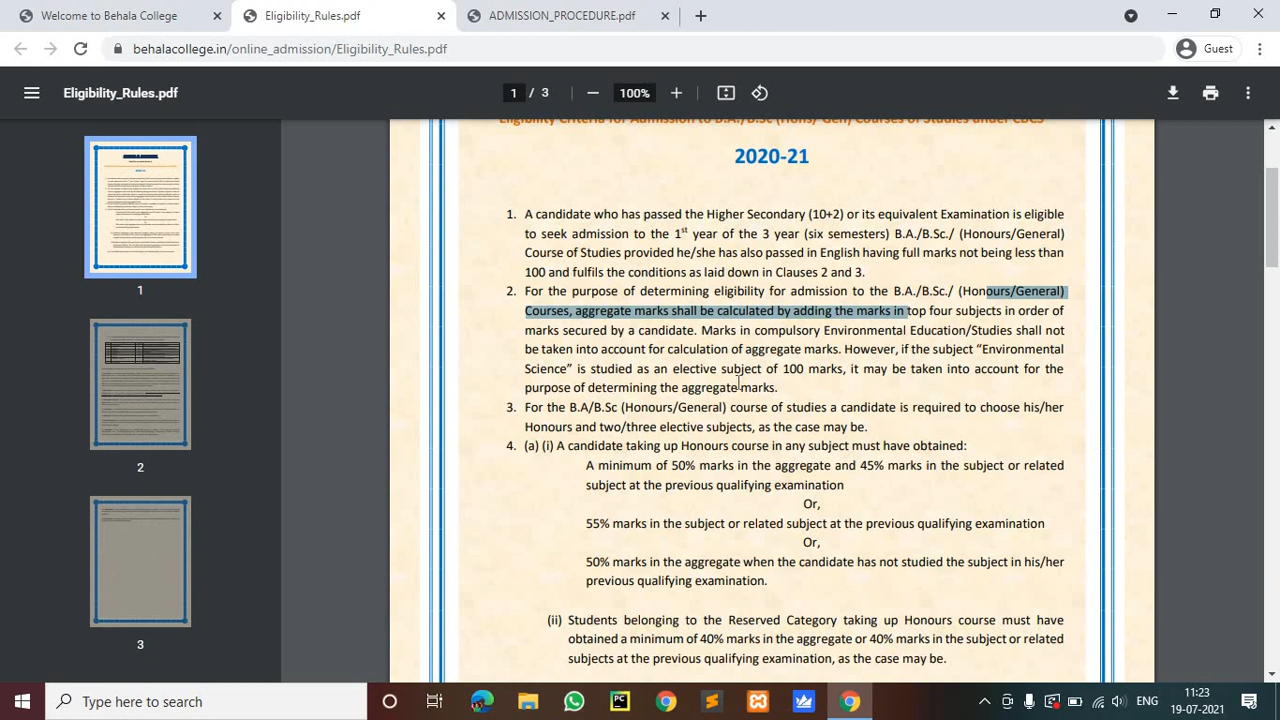 Welcome to Behala College
Eligibility_Rules.pdf
ADMISSION_PROCEDURE.pdf
behalacollege.in/online_admission/Eligibility_Rules.pdf
Guest
Eligibility_Rules.pdf
1 / 3
100%
Eligibility Criteria for Admission to B.A./B.Sc (Hons/ Gen) Courses of Studies under CBCS
2020-21
1. A candidate who has passed the Higher Secondary (10+2) or its equivalent Examination is eligible
to seek admission to the 1st year of the 3 year (six semesters) B.A./B.Sc./ (Honours/General)
Course of Studies provided he/she has also passed in English having full marks not being less than
100 and fulfils the conditions as laid down in Clauses 2 and 3.
2. For the purpose of determining eligibility for admission to the B.A./B.Sc./ (Honours/General)
Courses, aggregate marks shall be calculated by adding the marks in top four subjects in order of
marks secured by a candidate. Marks in compulsory Environmental Education/Studies shall not
be taken into account for calculation of aggregate marks. However, if the subject “Environmental
Science” is studied as an elective subject of 100 marks, it may be taken into account for the
purpose of determining the aggregate marks.
3. For the B.A/B.Sc (Honours/General) course of studies a candidate is required to choose his/her
Honours and two/three elective subjects, as the case may be.
4. (a) (i) A candidate taking up Honours course in any subject must have obtained:
A minimum of 50% marks in the aggregate and 45% marks in the subject or related
subject at the previous qualifying examination
Or,
55% marks in the subject or related subject at the previous qualifying examination
Or,
50% marks in the aggregate when the candidate has not studied the subject in his/her
previous qualifying examination.
(ii) Students belonging to the Reserved Category taking up Honours course must have
obtained a minimum of 40% marks in the aggregate or 40% marks in the subject or related
subjects at the previous qualifying examination, as the case may be.
1
2
3
Type here to search
PC
ENG
11:23
19-07-2021